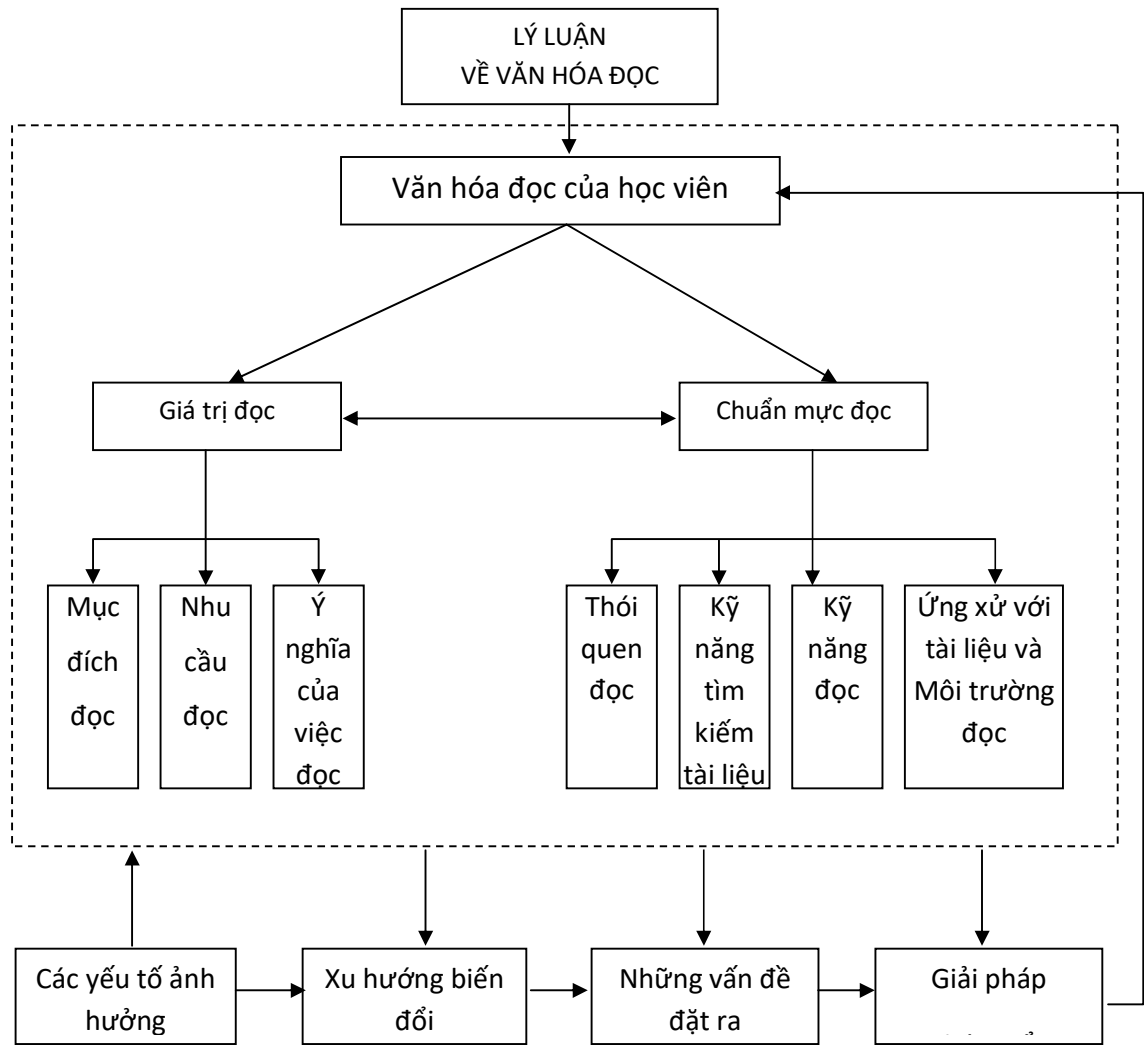 LÝ LUẬN
VỀ VĂN HÓA ĐỌC
Văn hóa đọc của học viên
Giá trị đọc
Chuẩn mực đọc
Mục
đích
đọc
Nhu
cầu
đọc
Ý
nghĩa
của
việc
đọc
Thói
quen
đọc
Kỹ
năng
tìm
kiếm
tài liệu
Kỹ
năng
đọc
Ứng xử với
tài liệu và
Môi trường
đọc
Các yếu tố ảnh
hưởng
Xu hướng biến
đổi
Những vấn đề
đặt ra
Giải pháp